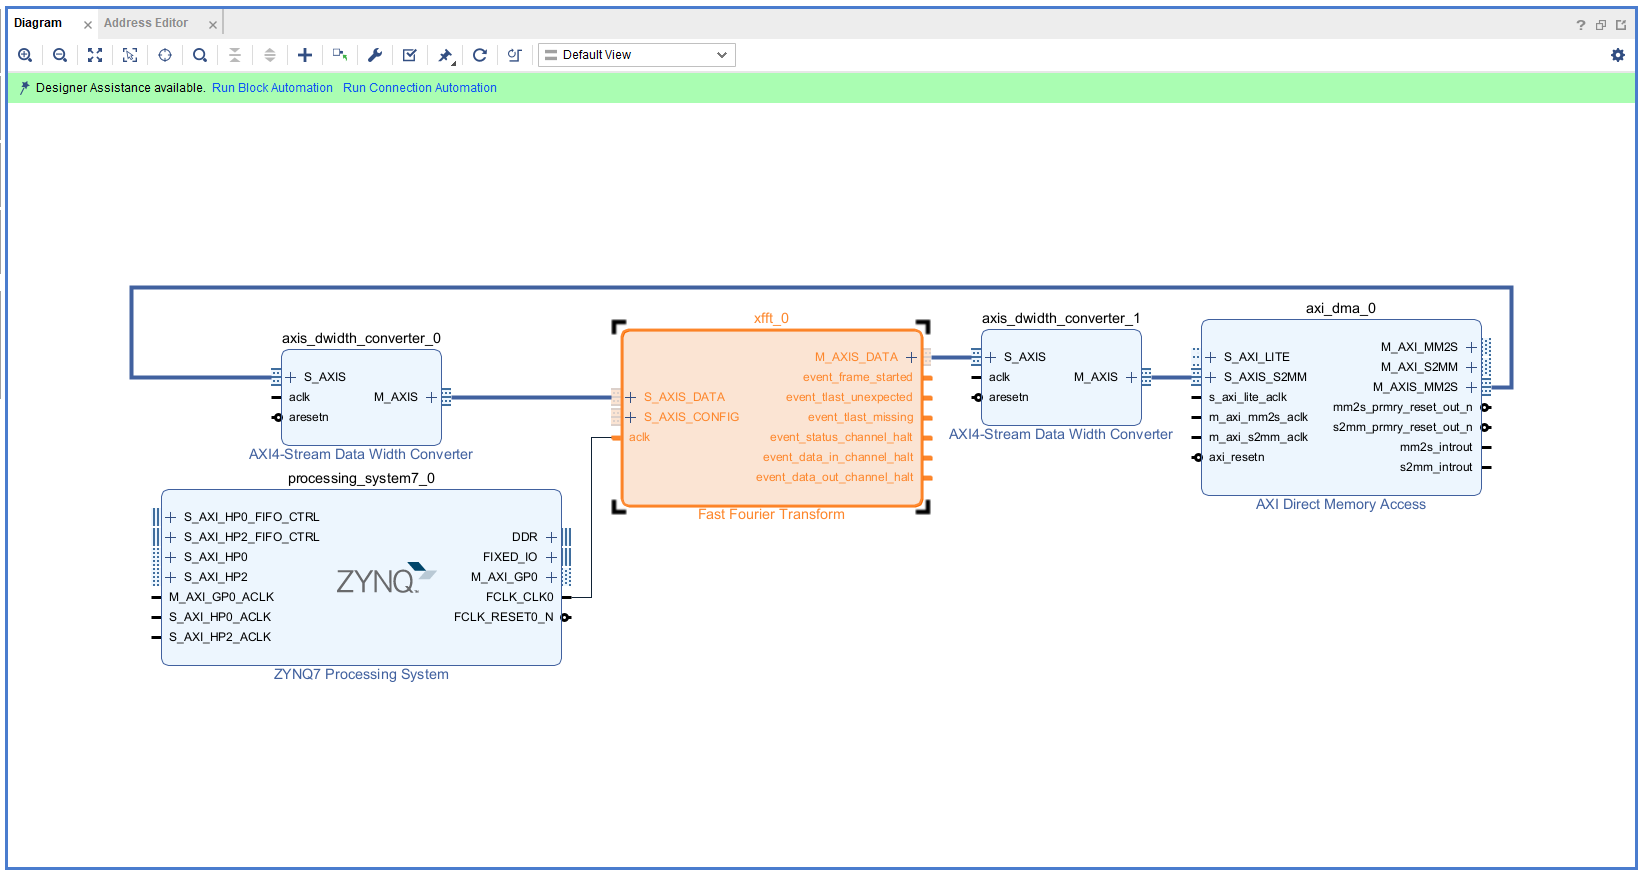 Diagram
Address Editor
Default View
Designer Assistance available. Run Block Automation Run Connection Automation
axis_dwidth_converter_0
S_AXIS
aclk
aresetn
M_AXIS
AXI4-Stream Data Width Converter
processing_system7_0
S_AXI_HP0_FIFO_CTRL
S_AXI_HP2_FIFO_CTRL
S_AXI_HP0
S_AXI_HP2
M_AXI_GP0_ACLK
S_AXI_HP0_ACLK
S_AXI_HP2_ACLK
ZYNQ
DDR
FIXED_IO
M_AXI_GP0
FCLK_CLK0
FCLK_RESET0_N
ZYNQ7 Processing System
xfft_0
S_AXIS_DATA
S_AXIS_CONFIG
aclk
M_AXIS_DATA
event_frame_started
event_tlast_unexpected
event_tlast_missing
event_status_channel_halt
event_data_in_channel_halt
event_data_out_channel_halt
Fast Fourier Transform
axis_dwidth_converter_1
S_AXIS
aclk
aresetn
M_AXIS
AXI4-Stream Data Width Converter
axi_dma_0
S_AXI_LITE
S_AXIS_S2MM
s_axi_lite_aclk
m_axi_mm2s_aclk
m_axi_s2mm_aclk
axi_resetn
M_AXI_MM2S
M_AXI_S2MM
M_AXIS_MM2S
mm2s_prmry_reset_out_n
s2mm_prmry_reset_out_n
mm2s_introut
s2mm_introut
AXI Direct Memory Access